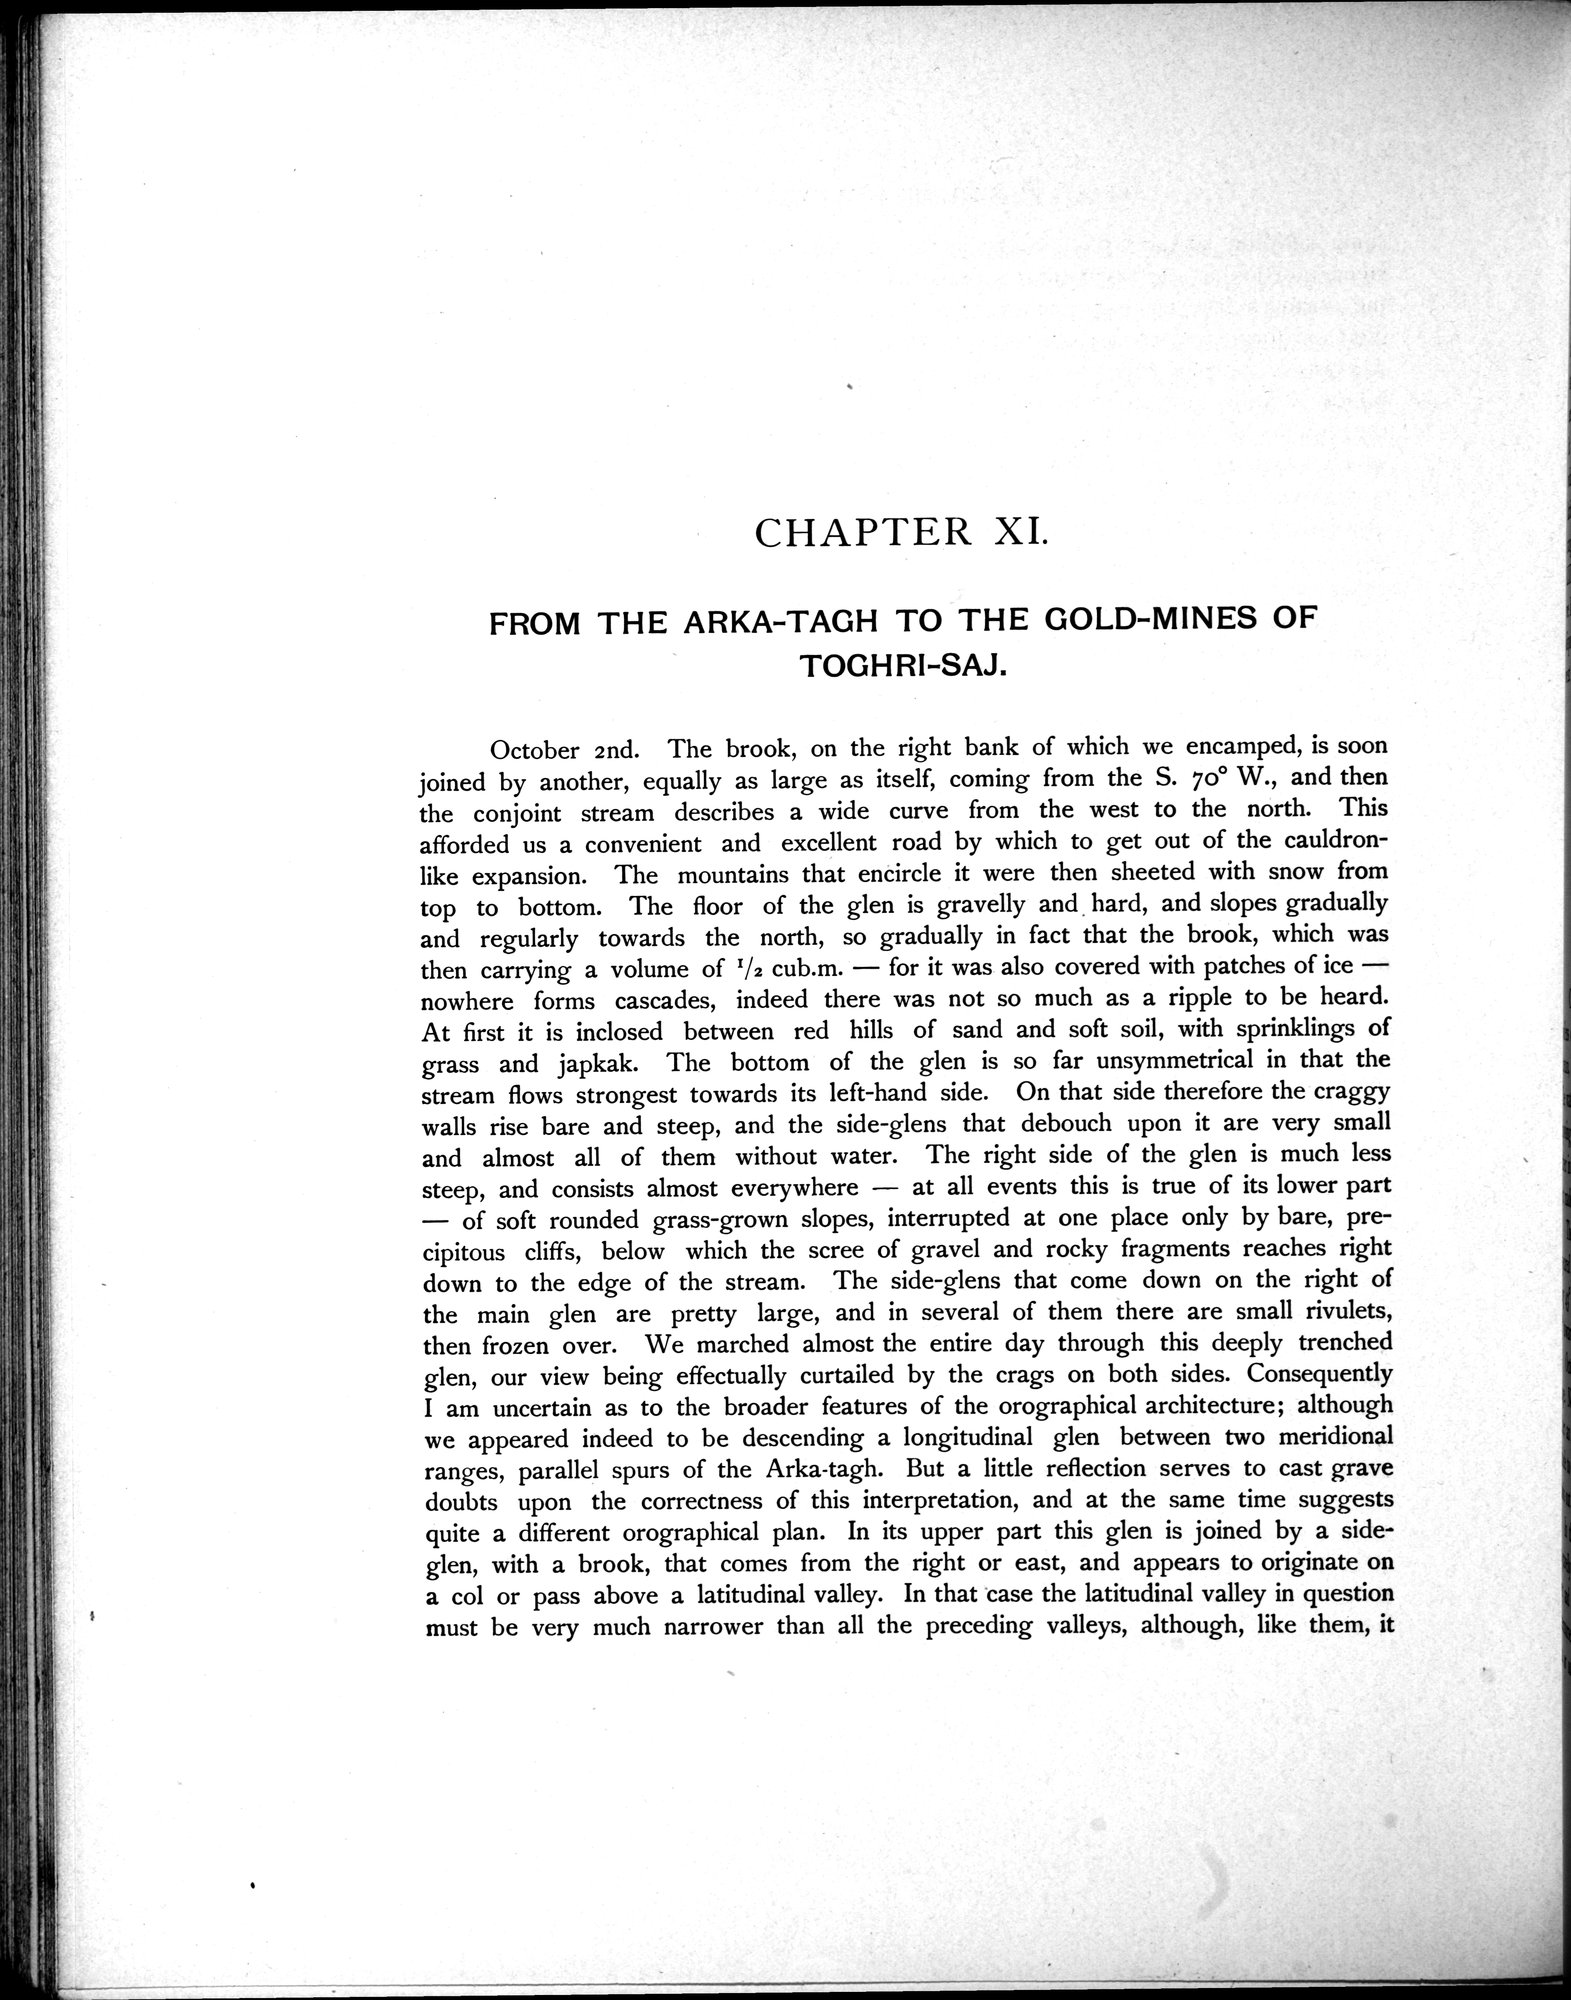 CHAPTER XI.
FROM THE ARKA-TAGH TO THE GOLD-MINES OF
TOGHRI-SAJ.
October 2nd. The brook, on the right bank of which we encamped, is soon
joined by another, equally as large as itself, coming from the S. 70° W., and then
the conjoint stream describes a wide curve from the west to the north. This
afforded us a convenient and excellent road by which to get out of the cauldron-
like expansion. The mountains that encircle it were then sheeted with snow from
top to bottom. The floor of the glen is gravelly and hard, and slopes gradually
and regularly towards the north, so gradually in fact that the brook, which was
then carrying a volume of 1/2 cub.m. — for it was also covered with patches of ice —
nowhere forms cascades, indeed there was not so much as a ripple to be heard.
At first it is inclosed between red hills of sand and soft soil, with sprinklings of
grass and japkak. The bottom of the glen is so far unsymmetrical in that the
stream flows strongest towards its left-hand side. On that side therefore the craggy
walls rise bare and steep, and the side-glens that debouch upon it are very small
and almost all of them without water. The right side of the glen is much less
steep, and consists almost everywhere — at all events this is true of its lower part
— of soft rounded grass-grown slopes, interrupted at one place only by bare, pre-
cipitous cliffs, below which the scree of gravel and rocky fragments reaches right
down to the edge of the stream. The side-glens that come down on the right of
the main glen are pretty large, and in several of them there are small rivulets,
then frozen over. We marched almost the entire day through this deeply trenched
glen, our view being effectually curtailed by the crags on both sides. Consequently
I am uncertain as to the broader features of the orographical architecture; although
we appeared indeed to be descending a longitudinal glen between two meridional
ranges, parallel spurs of the Arka-tagh. But a little reflection serves to cast grave
doubts upon the correctness of this interpretation, and at the same time suggests
quite a different orographical plan. In its upper part this glen is joined by a side-
glen, with a brook, that comes from the right or east, and appears to originate on
a col or pass above a latitudinal valley. In that case the latitudinal valley in question
must be very much narrower than all the preceding valleys, although, like them, it